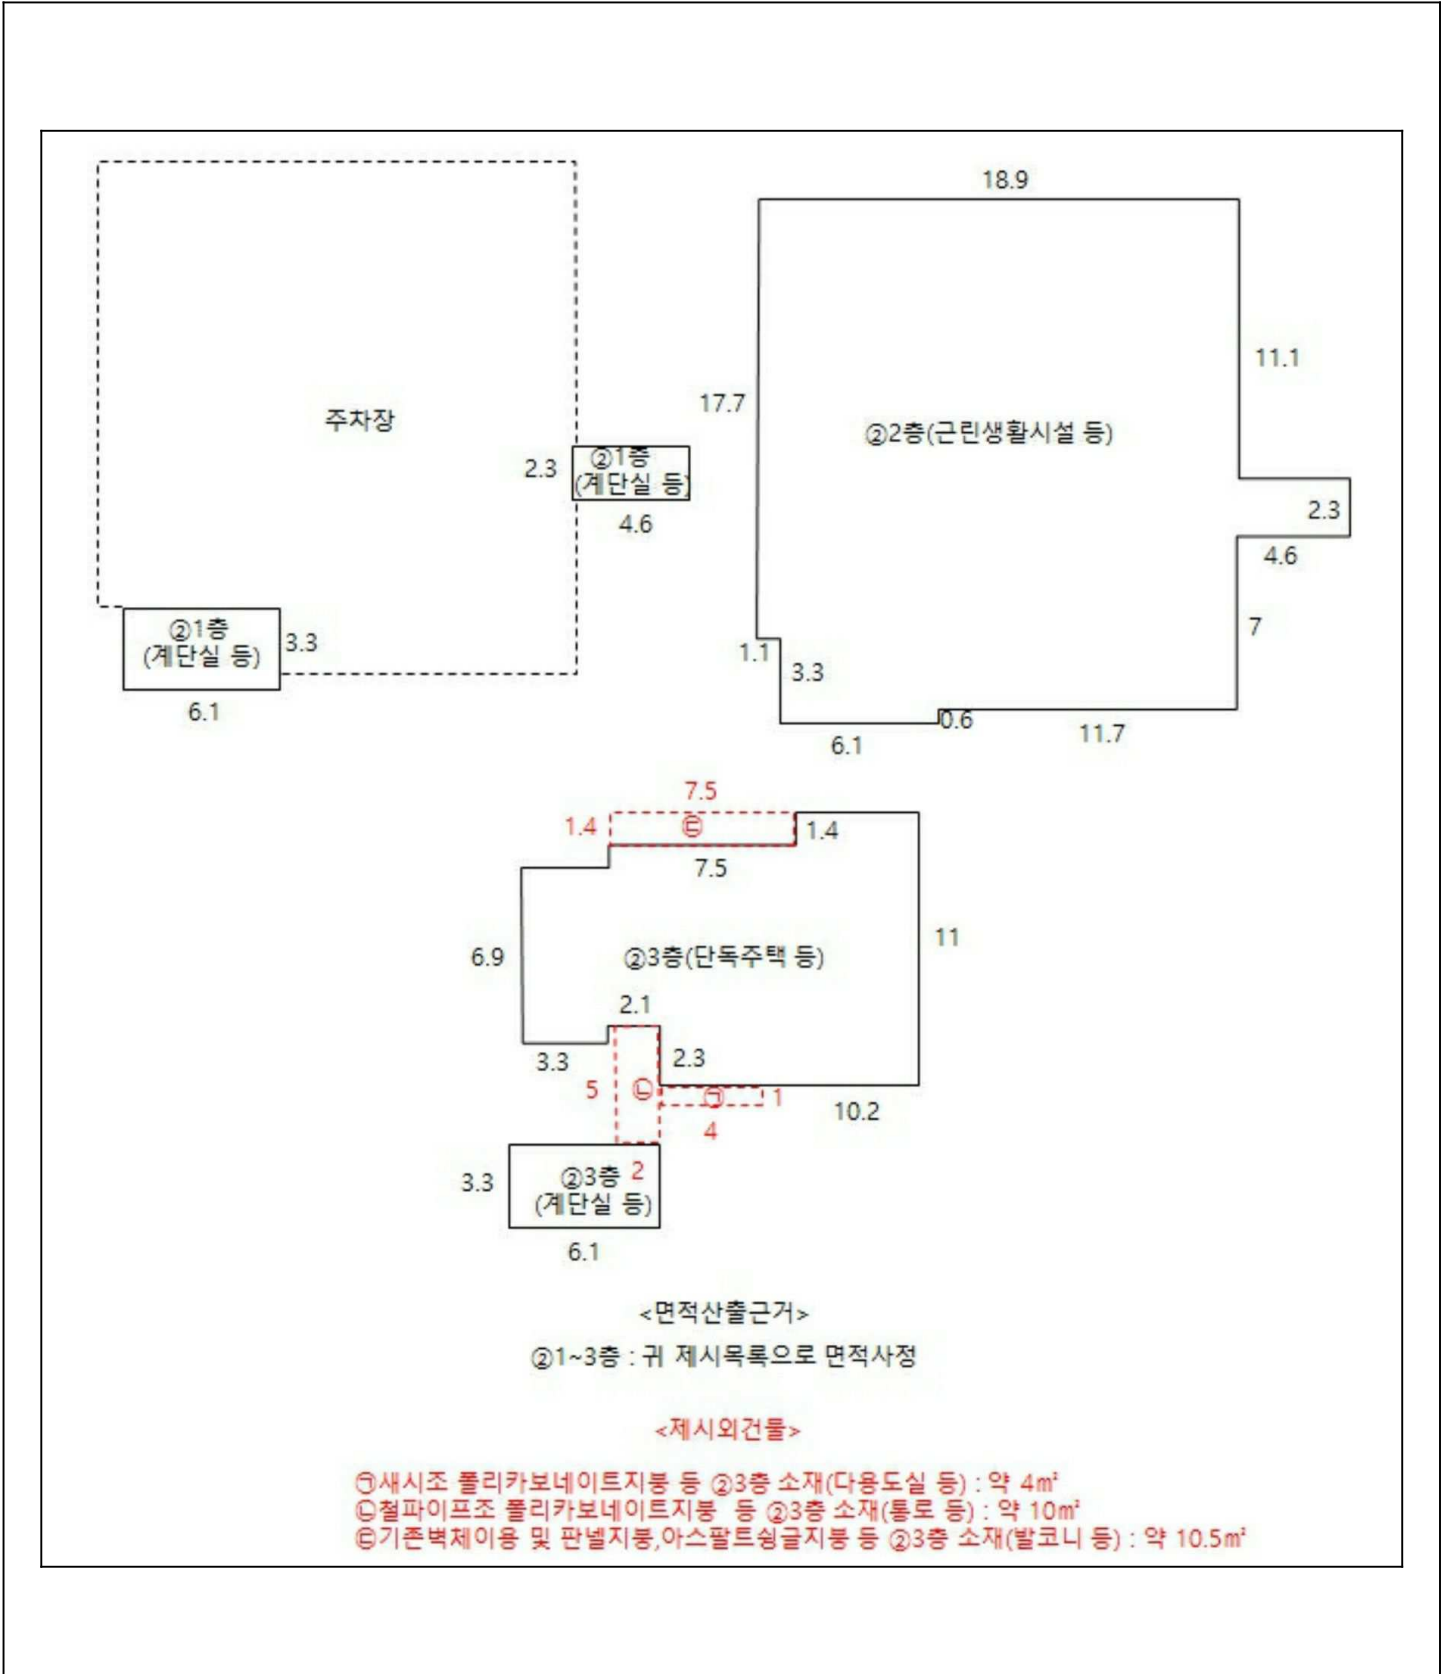 18.9
11.1
17.7
주차장
②2층(근린생활시설 등)
2.3
②1층
(계단실 등)
4.6
2.3
4.6
②1층
(계단실 등)
3.3
6.1
7
1.1
3.3
0.6
6.1
11.7
7.5
1.4
㉢
1.4
7.5
6.9
②3층(단독주택 등)
11
2.1
3.3
2.3
5
㉡
㉠
1
4
10.2
3.3
②3층
2
(계단실 등)
6.1
<면적산출근거>
②1~3층 : 귀 제시목록으로 면적사정
<제시외건물>
㉠새시조 폴리카보네이트지붕 등 ②3층 소재(다용도실 등) : 약 4㎡
㉡철파이프조 폴리카보네이트지붕 등 ②3층 소재(통로 등) : 약 10㎡
㉢기존벽체이용 및 판넬지붕,아스팔트슁글지붕 등 ②3층 소재(발코니 등) : 약 10.5㎡